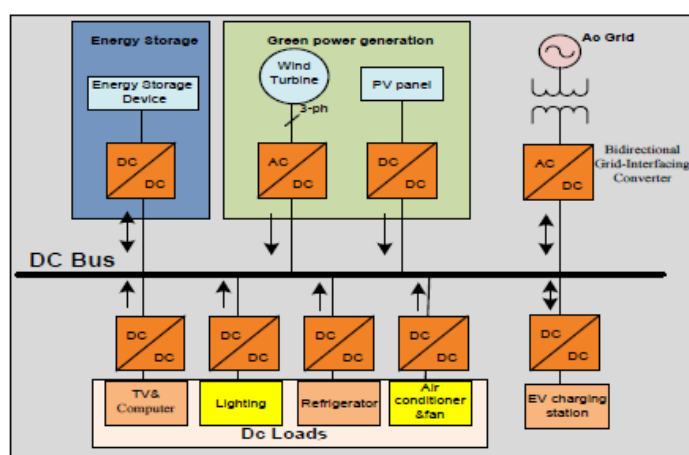 Energy Storage
Green power generation
Ac Grid
Energy Storage
Device
Wind
Turbine
PV panel
3-ph
DC
DC
AC
DC
DC
DC
AC
DC
Bidirectional
Grid-Interfacing
Converter
DC Bus
DC
DC
DC
DC
DC
DC
DC
DC
DC
DC
TV&
Computer
Lighting
Refrigerator
Air
conditioner
&fan
EV charging
station
Dc Loads